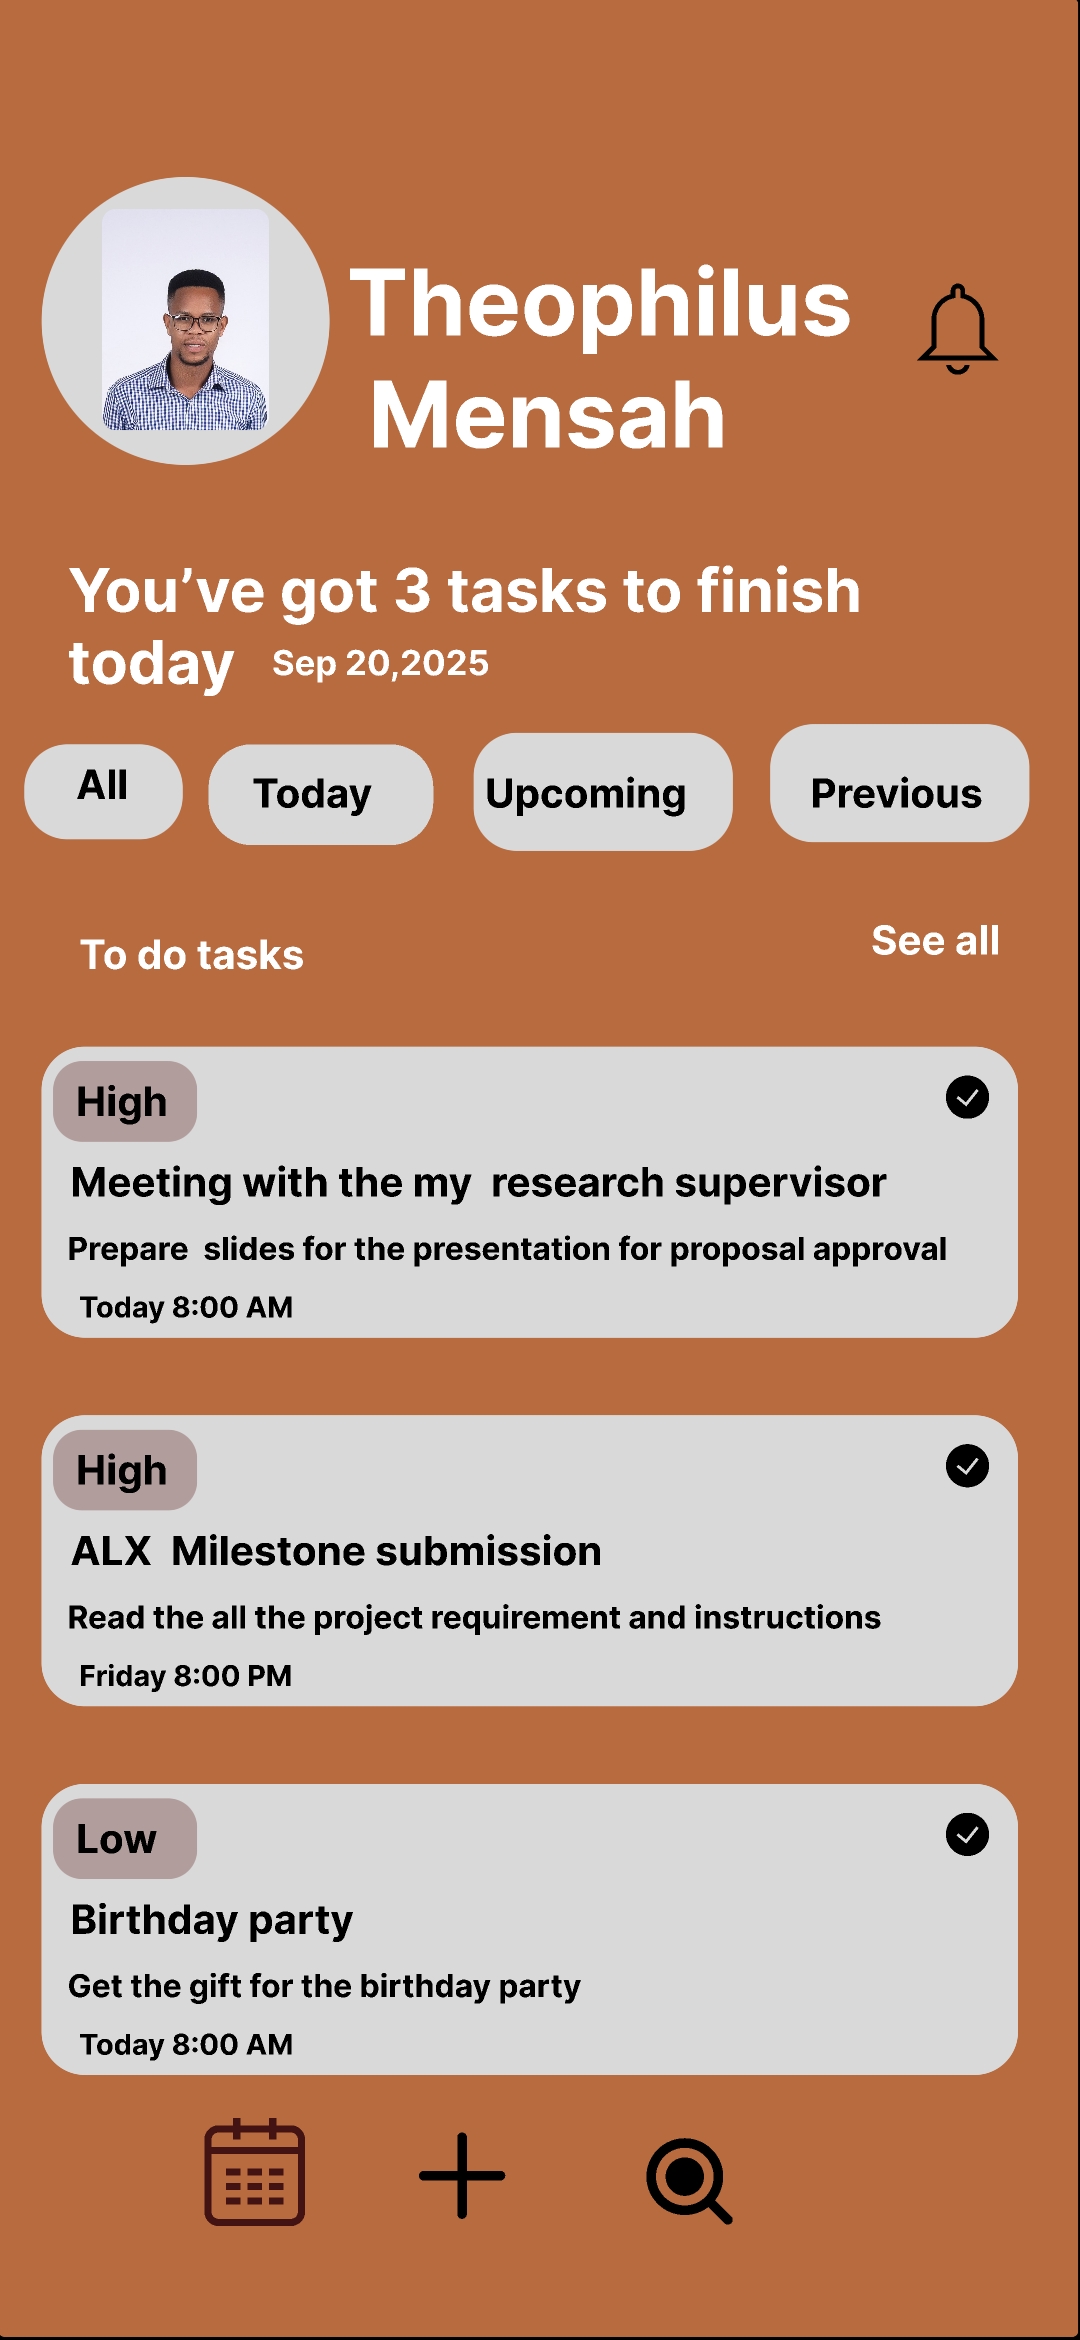 Theophilus
Mensah
You’ve got 3 tasks to finish
today Sep 20,2025
All Today Upcoming Previous
To do tasks See all
High
Meeting with the my research supervisor
Prepare slides for the presentation for proposal approval
Today 8:00 AM
High
ALX Milestone submission
Read the all the project requirement and instructions
Friday 8:00 PM
Low
Birthday party
Get the gift for the birthday party
Today 8:00 AM